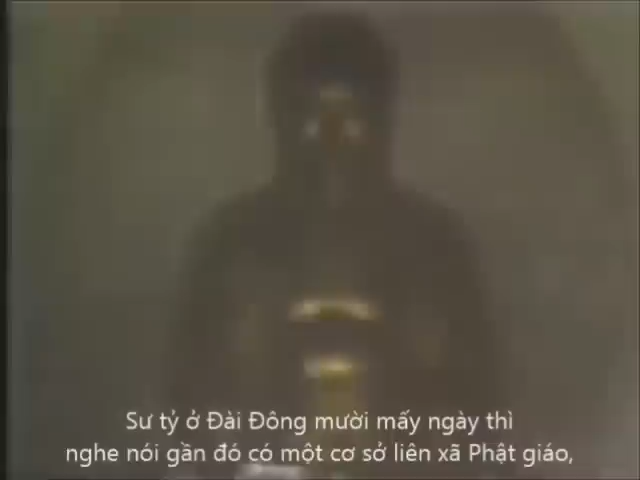 Sư tỷ ở Đài Đông mười mấy ngày thì
nghe nói gần đó có một cơ sở liên xã Phật giáo,